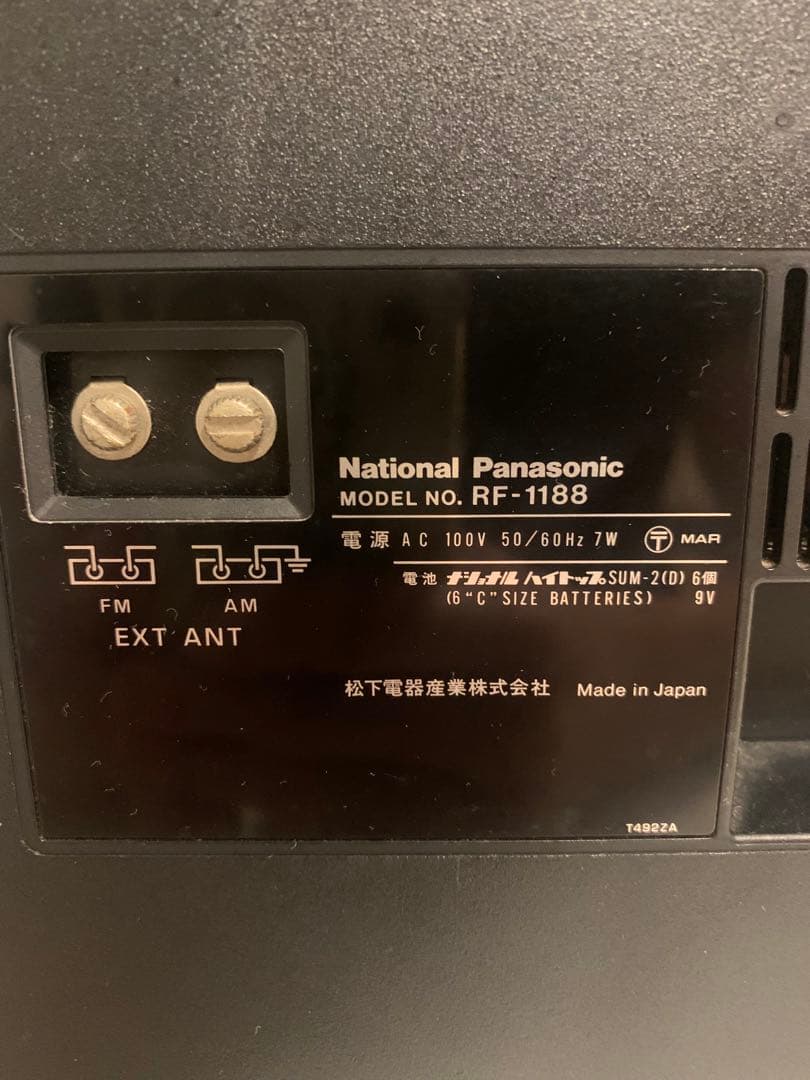 National Panasonic
MODEL NO. RF-1188
電源 AC 100V 50/60Hz 7W 〒 MAR
電池 ナショナル ハイトップ SUM-2(D) 6個
(6 "C" SIZE BATTERIES) 9V
FM AM
EXT ANT
松下電器産業株式会社 Made in Japan
T492ZA